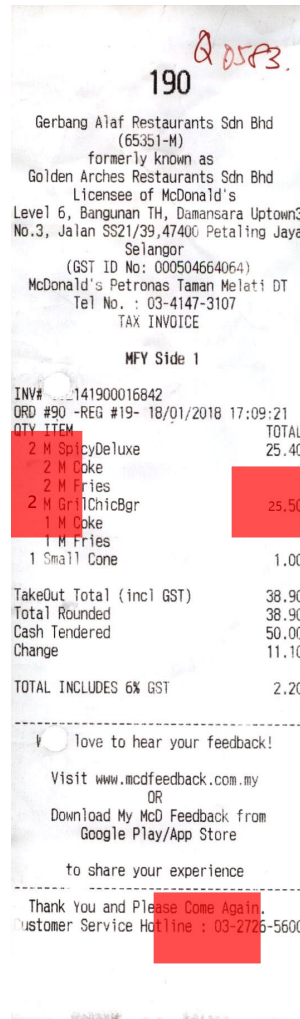 Q 0583.
190
Gerbang Alaf Restaurants Sdn Bhd
(65351-M)
formerly known as
Golden Arches Restaurants Sdn Bhd
Licensee of McDonald's
Level 6, Bangunan TH, Damansara Uptown3
No.3, Jalan SS21/39,47400 Petaling Jaya
Selangor
(GST ID No: 000504664064)
McDonald's Petronas Taman Melati DT
Tel No. : 03-4147-3107
TAX INVOICE
MFY Side 1
INV# 141900016842
ORD #90 -REG #19- 18/01/2018 17:09:21
QTY ITEM TOTAL
2 M SpicyDeluxe 25.40
2 M Coke
2 M Fries
2 M GrilChicBgr 25.50
1 M Coke
1 M Fries
1 Small Cone 1.00
TakeOut Total (incl GST) 38.90
Total Rounded 38.90
Cash Tendered 50.00
Change 11.10
TOTAL INCLUDES 6% GST 2.20
love to hear your feedback!
Visit www.mcdfeedback.com.my
OR
Download My McD Feedback from
Google Play/App Store
to share your experience
Thank You and Please Come Again.
Customer Service Hotline : 03-2726-5600